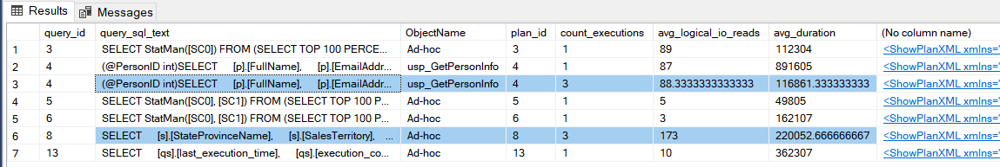 Results Messages
query_id query_sql_text ObjectName plan_id count_executions avg_logical_io_reads avg_duration (No column name)
1 3 SELECT StatMan([SC0]) FROM (SELECT TOP 100 PERCE... Ad-hoc 3 1 89 112304 <ShowPlanXML xmlns="
2 4 (@PersonID int)SELECT [p].[FullName], [p].[EmailAddr... usp_GetPersonInfo 4 1 87 891605 <ShowPlanXML xmlns="
3 4 (@PersonID int)SELECT [p].[FullName], [p].[EmailAddr... usp_GetPersonInfo 4 3 88.3333333333333 116861.333333333 <ShowPlanXML xmlns="
4 5 SELECT StatMan([SC0], [SC1]) FROM (SELECT TOP 100 P... Ad-hoc 5 1 5 49805 <ShowPlanXML xmlns="
5 6 SELECT StatMan([SC0], [SC1]) FROM (SELECT TOP 100 P... Ad-hoc 6 1 3 162107 <ShowPlanXML xmlns="
6 8 SELECT [s].[StateProvinceName], [s].[SalesTerritory], ... Ad-hoc 8 3 173 220052.666666667 <ShowPlanXML xmlns="
7 13 SELECT [qs].[last_execution_time], [qs].[execution_co... Ad-hoc 13 1 10 362307 <ShowPlanXML xmlns="